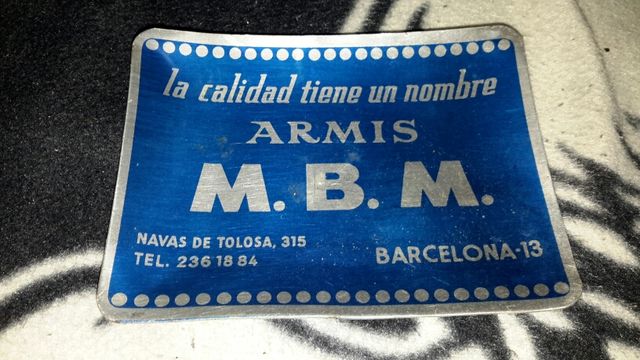 la calidad tiene un nombre
ARMIS
M. B. M.
NAVAS DE TOLOSA, 315
TEL. 236 18 84
BARCELONA-13